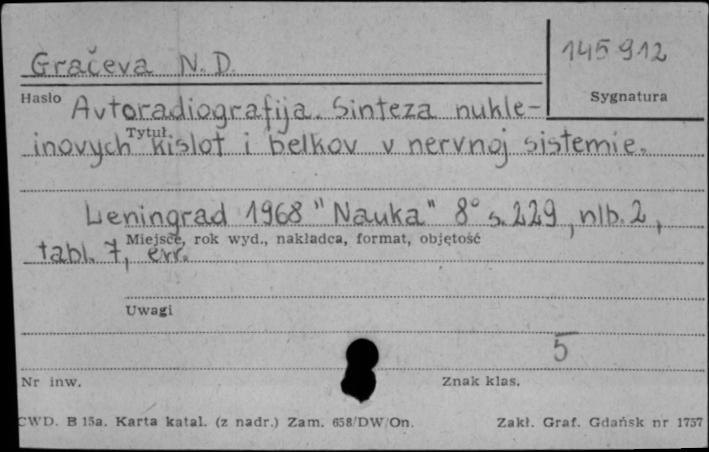 145912
Gračeva N. D.
Hasło
Sygnatura
Avtoradiografija. Sinteza nukle-
Tytuł
inovych kislot i belkov v nervnoj sistemie.
Leningrad 1968 "Nauka" 8° s. 229, nlb. 2,
Miejsce, rok wyd., nakładca, format, objętość
tabl. 7, err.
Uwagi
5
Nr inw.
Znak klas.
CWD. B 15a. Karta katal. (z nadr.) Zam. 658/DW/On.
Zakł. Graf. Gdańsk nr 1757